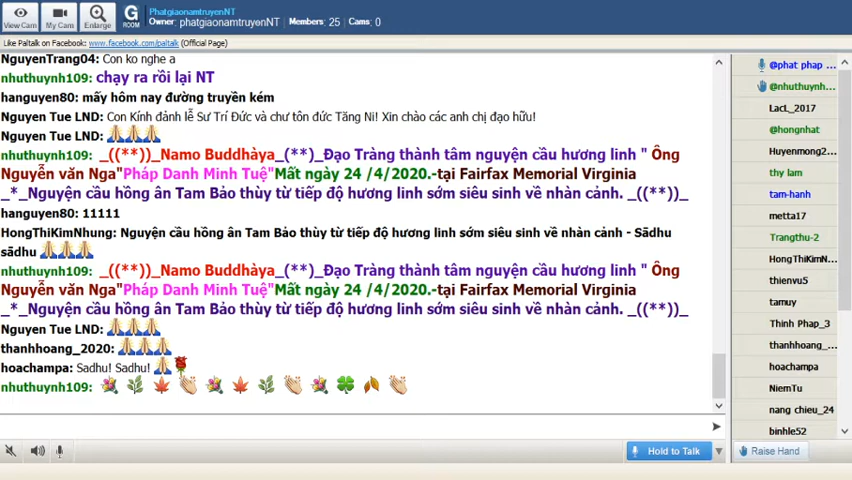 View Cam
My Cam
Enlarge
G
ROOM
PhatgiaonamtruyenNT
Owner: phatgiaonamtruyenNT Members: 25 Cams: 0
Like Paltalk on Facebook: www.facebook.com/paltalk (Official Page)
NguyenTrang04: Con ko nghe a
nhuthuynh109: chạy ra rồi lại NT
hanguyen80: mấy hôm nay đường truyền kém
Nguyen Tue LND: Con Kính đảnh lễ Sư Trí Đức và chư tôn đức Tăng Ni! Xin chào các anh chị đạo hữu!
Nguyen Tue LND: 🙏🙏🙏
nhuthuynh109: _((**))_Namo Buddhàya_(**)_Đạo Tràng thành tâm nguyện cầu hương linh " Ông
Nguyễn văn Nga"Pháp Danh Minh Tuệ"Mất ngày 24 /4/2020.-tại Fairfax Memorial Virginia
_*_Nguyện cầu hồng ân Tam Bảo thùy từ tiếp độ hương linh sớm siêu sinh về nhàn cảnh. _((**))_
hanguyen80: 11111
HongThiKimNhung: Nguyện cầu hồng ân Tam Bảo thùy từ tiếp độ hương linh sớm siêu sinh về nhàn cảnh - Sādhu
sādhu 🙏🙏🙏
nhuthuynh109: _((**))_Namo Buddhàya_(**)_Đạo Tràng thành tâm nguyện cầu hương linh " Ông
Nguyễn văn Nga"Pháp Danh Minh Tuệ"Mất ngày 24 /4/2020.-tại Fairfax Memorial Virginia
_*_Nguyện cầu hồng ân Tam Bảo thùy từ tiếp độ hương linh sớm siêu sinh về nhàn cảnh. _((**))_
Nguyen Tue LND: 🙏🙏🙏
thanhhoang_2020: 🙏🙏🙏
hoachampa: Sadhu! Sadhu! 🙏🌹
nhuthuynh109: 💐🌿🍁👏💐🍁🌿👏💐🍀🍂👏
@phat phap ...
@nhuthuynh...
LacL_2017
@hongnhat
Huyenmong2...
thy lam
tam-hanh
metta17
Trangthu-2
HongThiKimN...
thienvu5
tamuy
Thinh Phap_3
thanhhoang_...
hoachampa
NiemTu
nang chieu_24
binhle52
Hold to Talk
Raise Hand